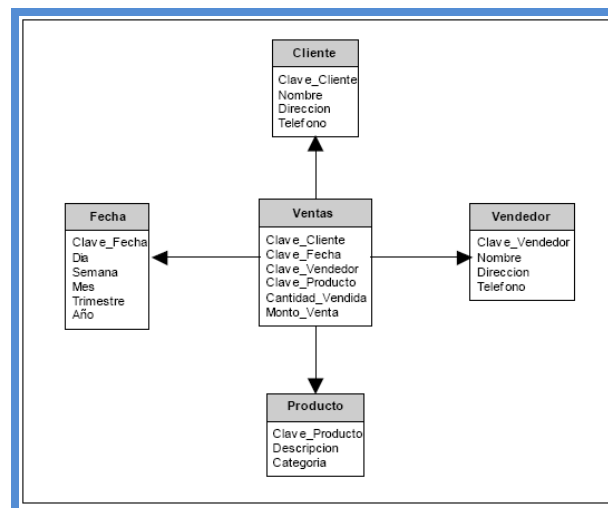 Cliente
Clave_Cliente
Nombre
Direccion
Telefono
Fecha
Clave_Fecha
Dia
Semana
Mes
Trimestre
Año
Ventas
Clave_Cliente
Clave_Fecha
Clave_Vendedor
Clave_Producto
Cantidad_Vendida
Monto_Venta
Vendedor
Clave_Vendedor
Nombre
Direccion
Telefono
Producto
Clave_Producto
Descripcion
Categoria